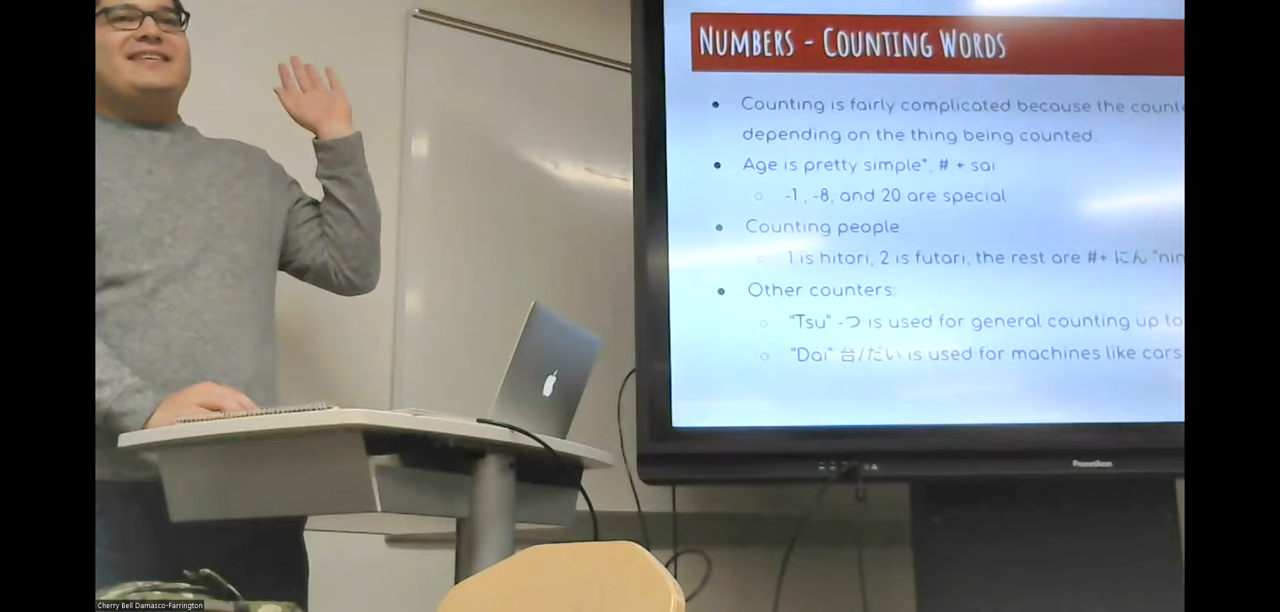 NUMBERS - COUNTING WORDS
Counting is fairly complicated because the
depending on the thing being counted.
Age is pretty simple*, # + sai
-1, -8, and 20 are special
Counting people
1 is hitori, 2 is futari, the rest are #+ にん
Other counters:
"Tsu" -つ is used for general counting up to
"Dai" 台/だい is used for machines like cars
Promethean
Cherry Bell Damasco-Farrington